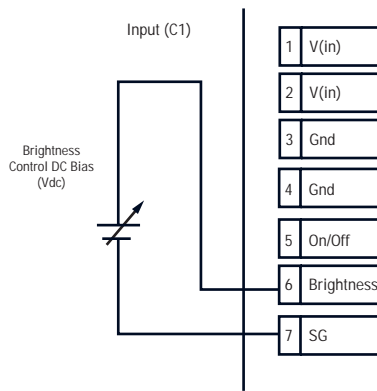 Input (C1)
1 V(in)
2 V(in)
3 Gnd
4 Gnd
5 On/Off
6 Brightness
7 SG
Brightness
Control DC Bias
(Vdc)